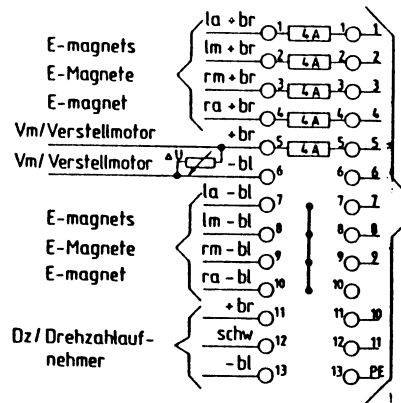 la +br 1 4A 1 1
E-magnets lm +br 2 4A 2 2
E-Magnete rm +br 3 4A 3 3
E-magnet ra +br 4 4A 4 4
Vm/Verstellmotor +br 5 4A 5 5
Vm/Verstellmotor ΔU -bl 6 6 6
la -bl 7 7 7
E-magnets lm -bl 8 8 8
E-Magnete rm -bl 9 9 9
E-magnet ra -bl 10 10
+br 11 11 10
Dz/Drehzahlauf- schw 12 12 11
nehmer -bl 13 13 PE